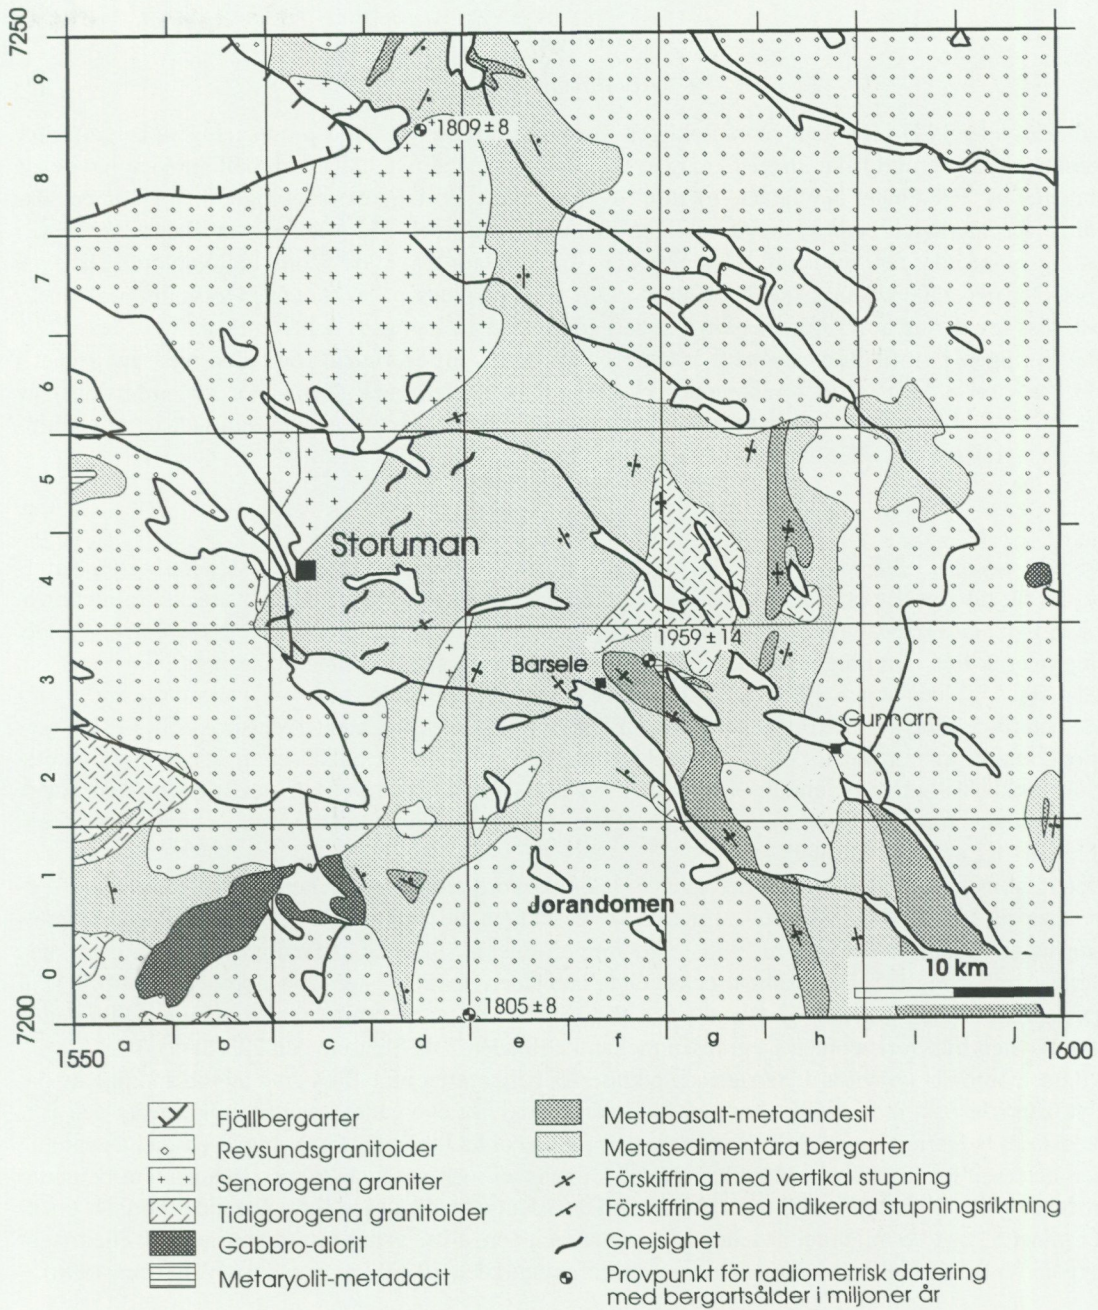 7250
9
1809 ± 8
8
7
6
5
Storuman
4
1959 ± 14
Barsele
3
Gunnarn
2
1
Jorandomen
10 km
0
1805 ± 8
7200
a b c d e f g h i j
1550
1600
Fjällbergarter
Revsundsgranitoider
Senorogena graniter
Tidigorogena granitoider
Gabbro-diorit
Metaryolit-metadacit
Metabasalt-metaandesit
Metasedimentära bergarter
Förskiffring med vertikal stupning
Förskiffring med indikerad stupningsriktning
Gnejsighet
Provpunkt för radiometrisk datering
med bergartsålder i miljoner år